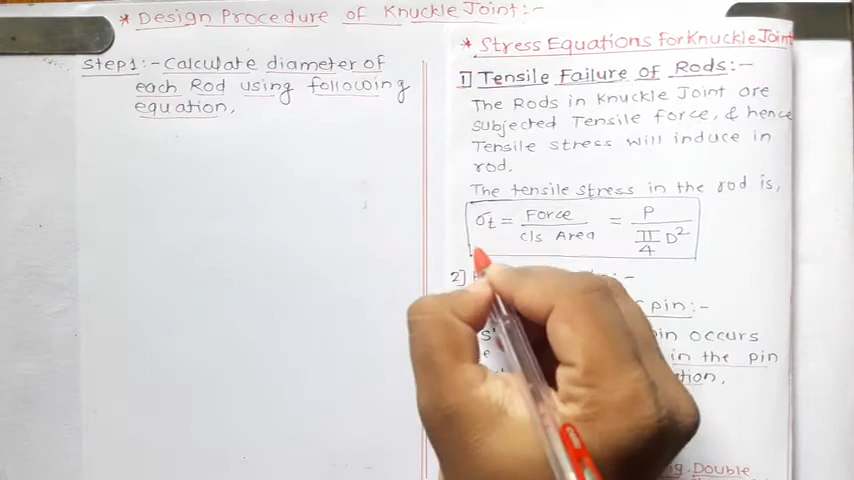 * Design Procedure of Knuckle Joint:-
Step1:- Calculate diameter of
each Rod using following
equation.
* Stress Equations For Knuckle Joint
1] Tensile Failure of Rods:-
The Rods in Knuckle Joint are
subjected Tensile force, & hence
Tensile stress will induce in
rod.
The tensile stress in the rod is,
σt = Force / c/s Area = P / π/4 D²
2]
pin:-
pin occurs
in the pin
Double